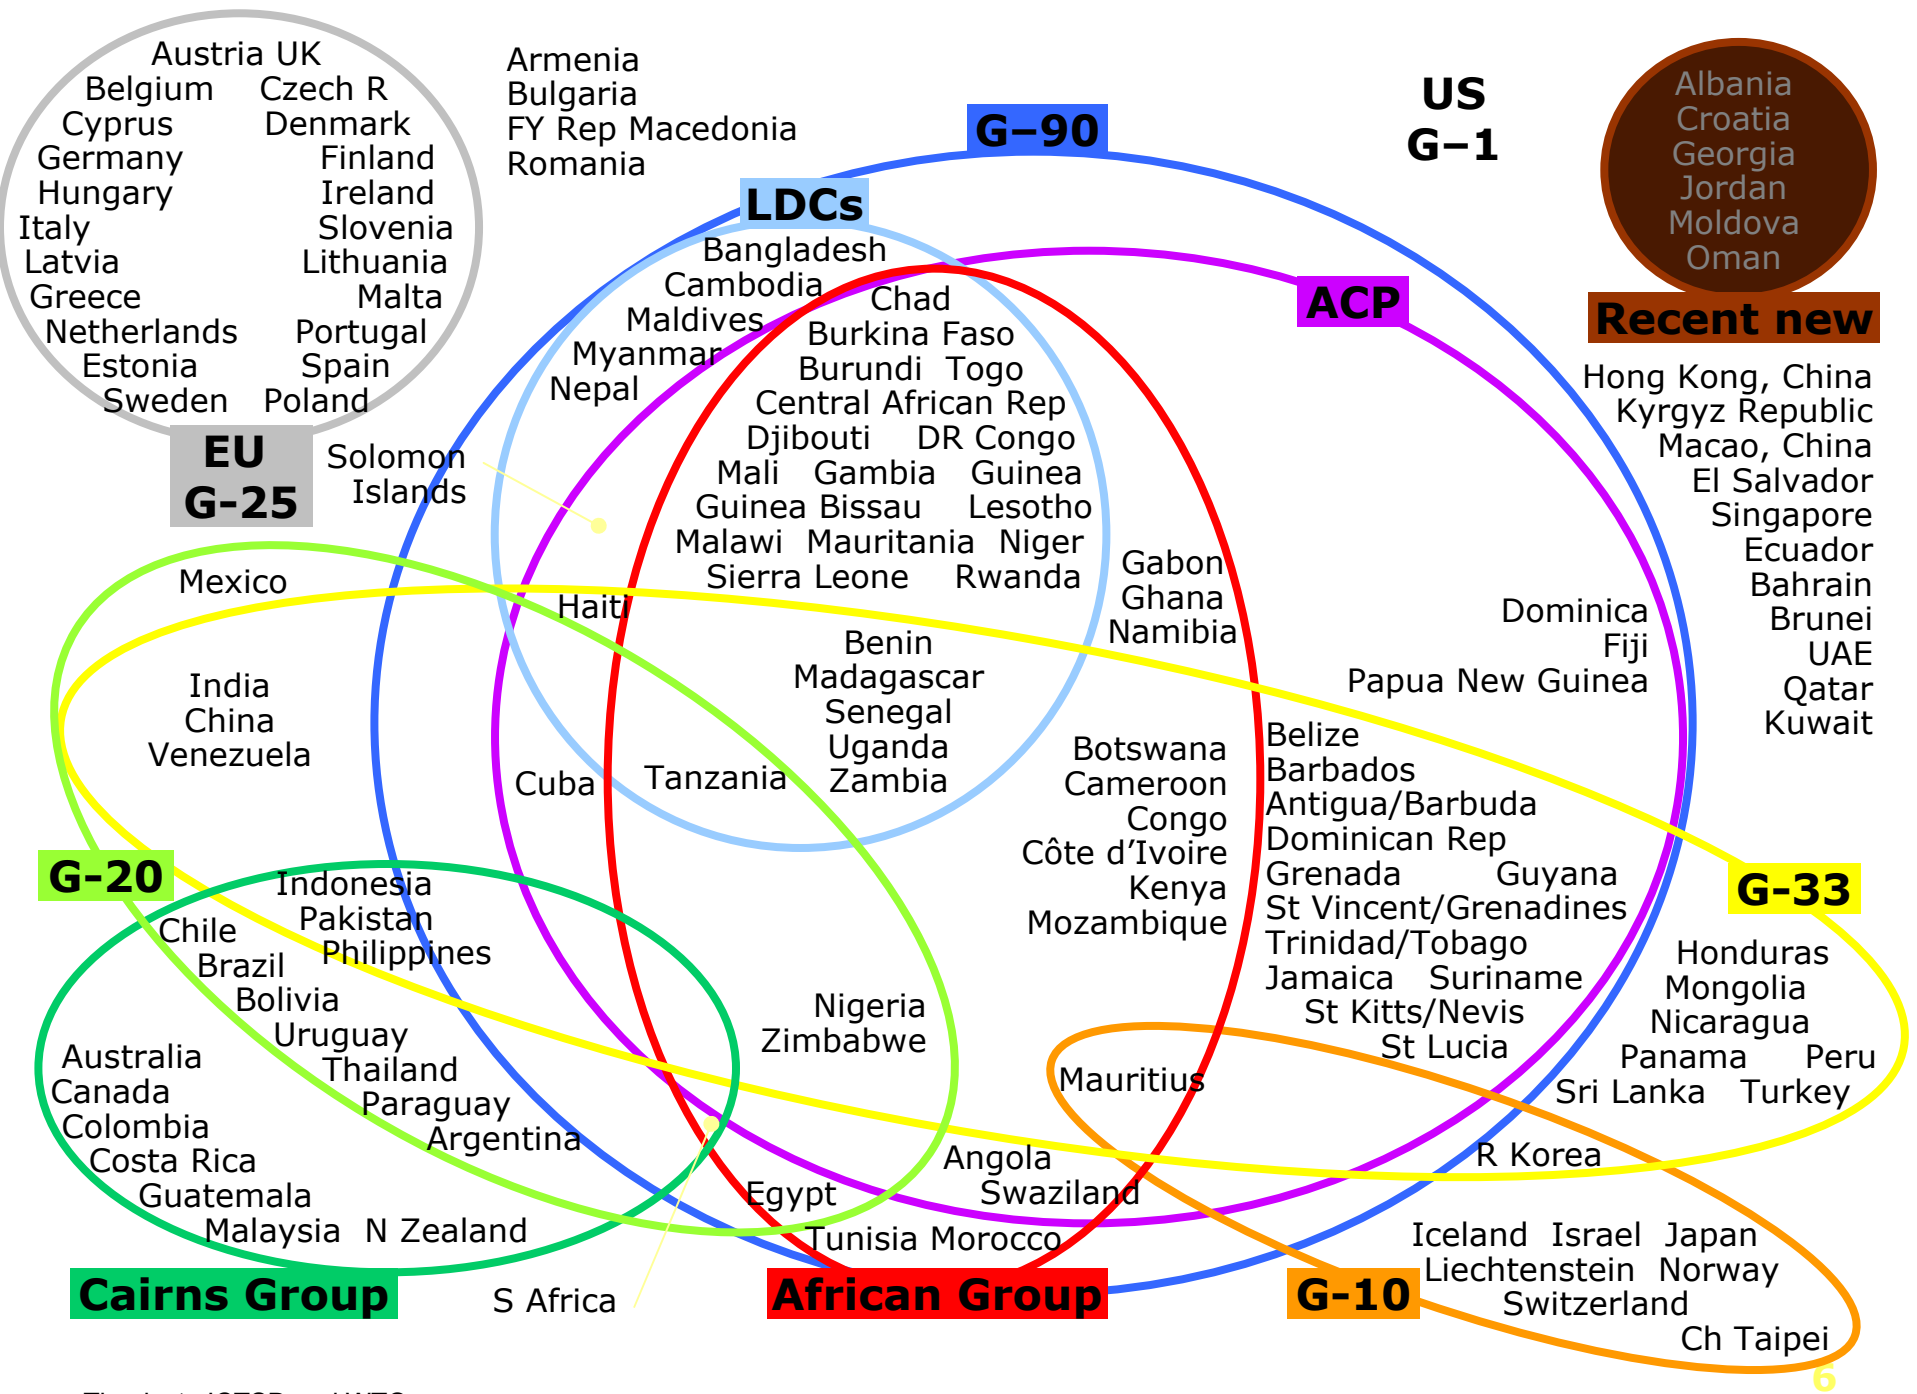 Austria UK
Belgium Czech R
Cyprus Denmark
Germany Finland
Hungary Ireland
Italy Slovenia
Latvia Lithuania
Greece Malta
Netherlands Portugal
Estonia Spain
Sweden Poland
EU
G-25
Armenia
Bulgaria
FY Rep Macedonia
Romania
G–90
US
G–1
Albania
Croatia
Georgia
Jordan
Moldova
Oman
Recent new
Hong Kong, China
Kyrgyz Republic
Macao, China
El Salvador
Singapore
Ecuador
Bahrain
Brunei
UAE
Qatar
Kuwait
LDCs
Bangladesh
Cambodia
Maldives
Myanmar
Nepal
ACP
Solomon
Islands
Chad
Burkina Faso
Burundi Togo
Central African Rep
Djibouti DR Congo
Mali Gambia Guinea
Guinea Bissau Lesotho
Malawi Mauritania Niger
Sierra Leone Rwanda
Gabon
Ghana
Namibia
Dominica
Fiji
Papua New Guinea
Mexico
Haiti
India
China
Venezuela
Benin
Madagascar
Senegal
Uganda
Zambia
Cuba
Tanzania
Botswana
Cameroon
Congo
Côte d’Ivoire
Kenya
Mozambique
Belize
Barbados
Antigua/Barbuda
Dominican Rep
Grenada Guyana
St Vincent/Grenadines
Trinidad/Tobago
Jamaica Suriname
St Kitts/Nevis
St Lucia
G-20
G-33
Indonesia
Pakistan
Philippines
Chile
Brazil
Bolivia
Uruguay
Thailand
Paraguay
Argentina
Nigeria
Zimbabwe
Honduras
Mongolia
Nicaragua
Panama Peru
Sri Lanka Turkey
Australia
Canada
Colombia
Costa Rica
Guatemala
Malaysia N Zealand
Mauritius
R Korea
Angola
Swaziland
Egypt
Tunisia Morocco
Iceland Israel Japan
Liechtenstein Norway
Switzerland
Ch Taipei
Cairns Group
S Africa
African Group
G-10
6